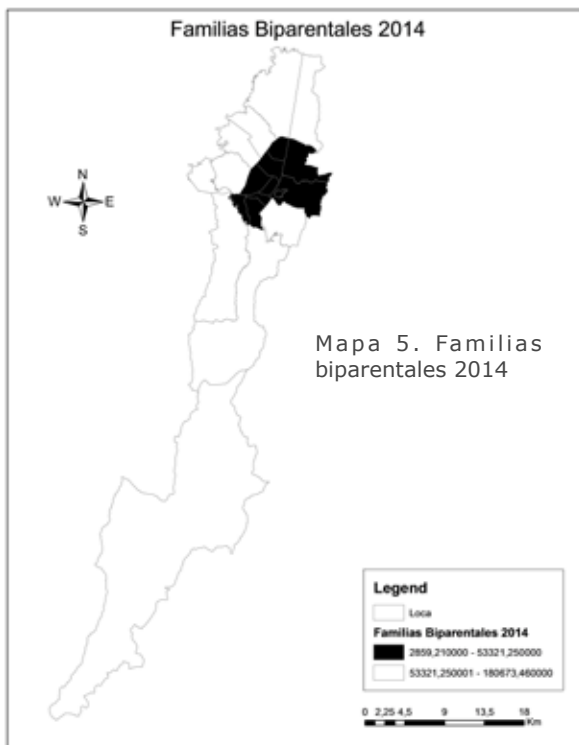 Familias Biparentales 2014
N
W E
S
Mapa 5. Familias
biparentales 2014
Legend
Loca
Familias Biparentales 2014
2859,210000 - 53321,250000
53321,250001 - 180673,460000
0 2,25 4,5 9 13,5 18
Km